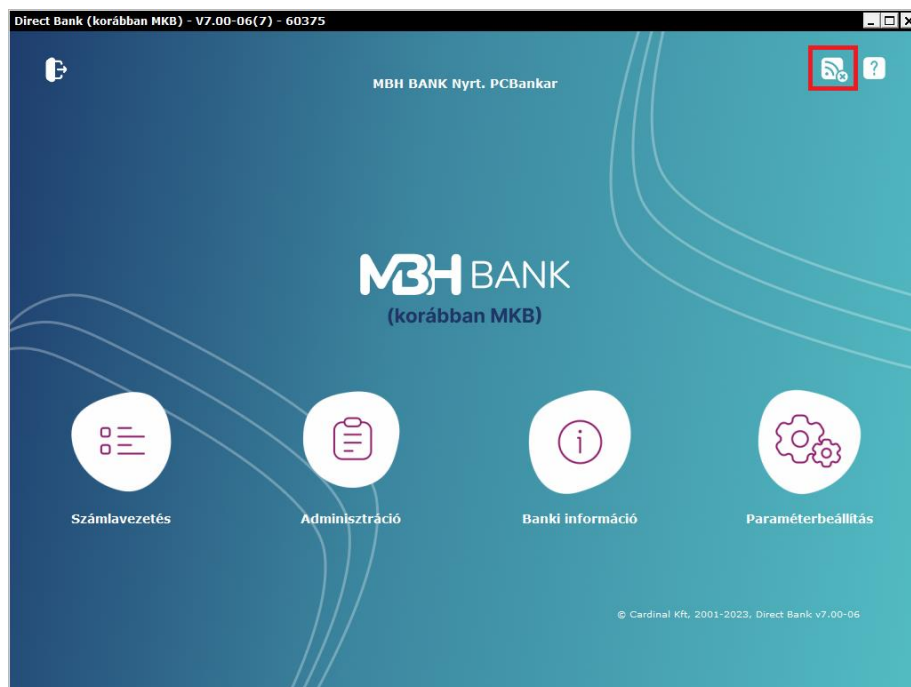 Direct Bank (korábban MKB) - V7.00-06(7) - 60375
MBH BANK Nyrt. PCBankar
?
MBH BANK
(korábban MKB)
Számlavezetés
Adminisztráció
Banki információ
Paraméterbeállítás
© Cardinal Kft, 2001-2023, Direct Bank v7.00-06